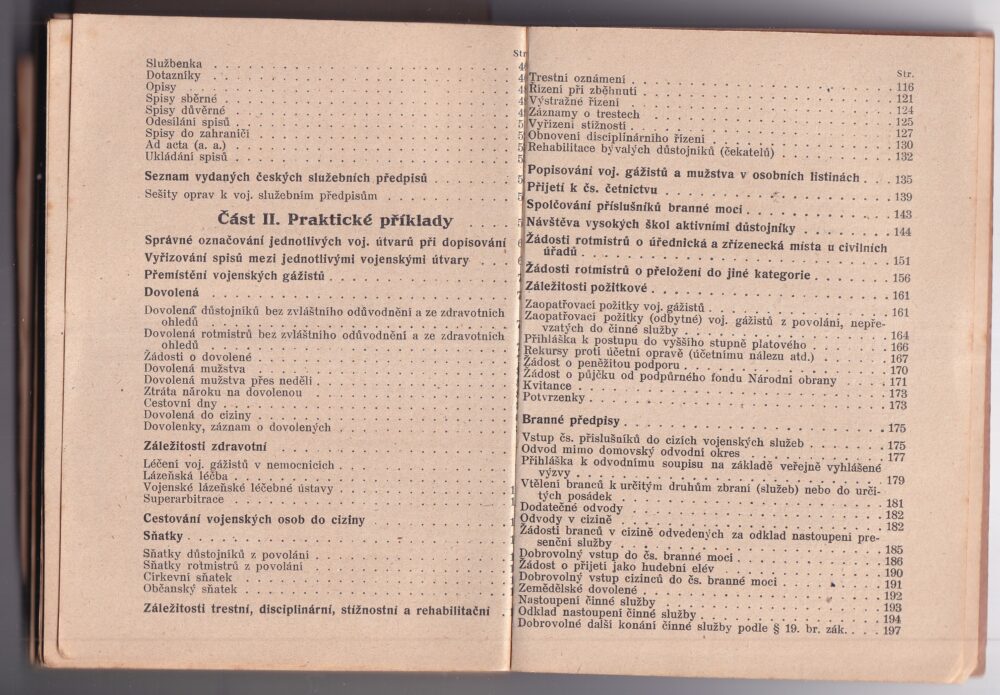 Službenka
Dotazníky
Opisy
Spisy sběrné
Spisy důvěrné
Odesílání spisů
Spisy do zahraničí
Ad acta (a. a.)
Ukládání spisů
Seznam vydaných českých služebních předpisů
Sešity oprav k voj. služebním předpisům
Část II. Praktické příklady
Správné označování jednotlivých voj. útvarů při dopisování
Vyřizování spisů mezi jednotlivými vojenskými útvary
Přemístění vojenských gážistů
Dovolená
Dovolená důstojníků bez zvláštního odůvodnění a ze zdravotních
ohledů
Dovolená rotmistrů bez zvláštního odůvodnění a ze zdravotních
ohledů
Žádosti o dovolené
Dovolená mužstva
Dovolená mužstva přes neděli
Ztráta nároku na dovolenou
Cestovní dny
Dovolená do ciziny
Dovolenky, záznam o dovolených
Záležitosti zdravotní
Léčení voj. gážistů v nemocnicích
Lázeňská léčba
Vojenské lázeňské léčebné ústavy
Superarbitrace
Cestování vojenských osob do ciziny
Sňatky
Sňatky důstojníků z povolání
Sňatky rotmistrů z povolání
Církevní sňatek
Občanský sňatek
Záležitosti trestní, disciplinární, stížnostní a rehabilitační
Str.
Trestní oznámení 116
Řízení při zběhnutí 121
Výstražné řízení 124
Záznamy o trestech 125
Vyřízení stížnosti 127
Obnovení disciplinárního řízení 130
Rehabilitace bývalých důstojníků (čekatelů) 132
Popisování voj. gážistů a mužstva v osobních listinách 135
Přijetí k čs. četnictvu 139
Spolčování příslušníků branné moci 143
Návštěva vysokých škol aktivními důstojníky 144
Žádosti rotmistrů o úřednická a zřízenecká místa u civilních
úřadů 151
Žádosti rotmistrů o přeložení do jiné kategorie 156
Záležitosti požitkové 161
Zaopatřovací požitky voj. gážistů 161
Zaopatřovací požitky (odbytné) voj. gážistů z povolání, nepře-
vzatých do činné služby 164
Přihláška k postupu do vyššího stupně platového 166
Rekursy proti účetní opravě (účetnímu nálezu atd.) 167
Žádost o peněžitou podporu 170
Žádost o půjčku od podpůrného fondu Národní obrany 171
Kvitance 173
Potvrzenky 173
Branné předpisy 175
Vstup čs. příslušníků do cizích vojenských služeb 175
Odvod mimo domovský odvodní okres 177
Přihláška k odvodnímu soupisu na základě veřejně vyhlášené
výzvy 179
Vtělení branců k určitým druhům zbraní (služeb) nebo do urči-
tých posádek 181
Dodatečné odvody 182
Odvody v cizině 182
Žádosti branců v cizině odvedených za odklad nastoupení pre-
senční služby 185
Dobrovolný vstup do čs. branné moci 186
Žádost o přijetí jako hudební elév 190
Dobrovolný vstup cizinců do čs. branné moci 191
Zemědělské dovolené 192
Nastoupení činné služby 193
Odklad nastoupení činné služby 194
Dobrovolné další konání činné služby podle § 19. br. zák. 197